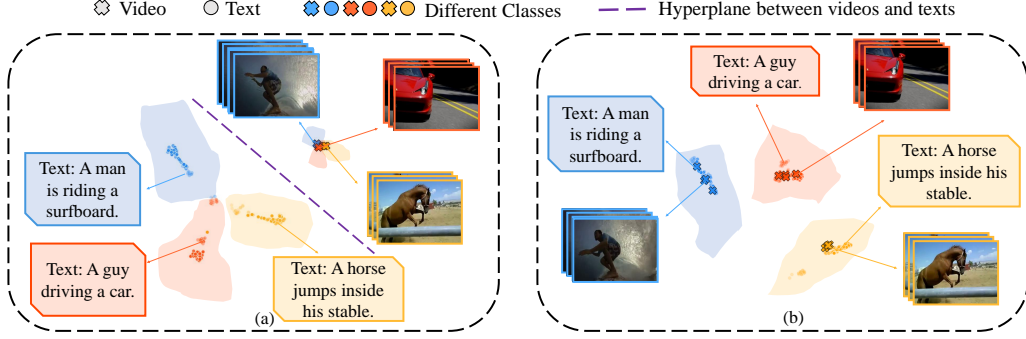 Video Text Different Classes Hyperplane between videos and texts
Text: A man
is riding a
surfboard.
Text: A guy
driving a car.
Text: A horse
jumps inside
his stable.
(a)
Text: A man
is riding a
surfboard.
Text: A guy
driving a car.
Text: A horse
jumps inside his
stable.
(b)